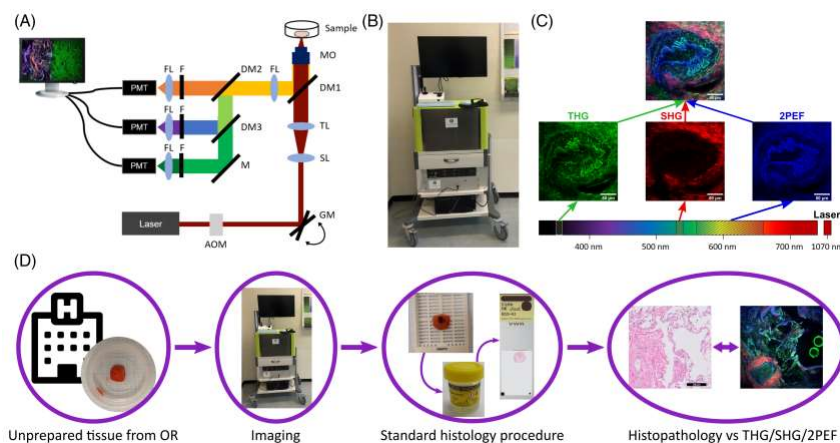 (A)
Sample
MO
FL F DM2 FL DM1
PMT
FL F
PMT
DM3
TL
FL F
PMT
M
SL
Laser
AOM
GM
(B)
(C)
THG SHG 2PEF
Laser
400 nm 500 nm 600 nm 700 nm 1070 nm
(D)
H
Unprepared tissue from OR Imaging Standard histology procedure Histopathology vs THG/SHG/2PEF